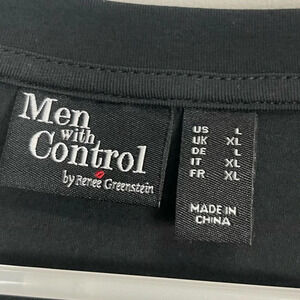 Men
with
Control
by Renee Greenstein
US L
UK XL
DE L
IT XL
FR XL
MADE IN
CHINA